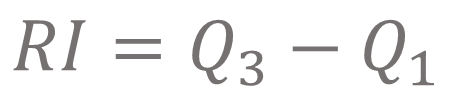 RI = Q₃ − Q₁